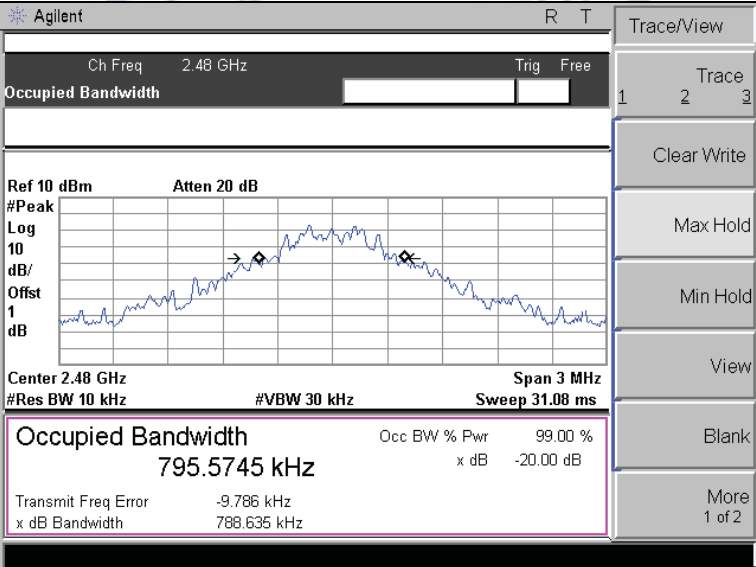 Agilent R T
Ch Freq 2.48 GHz Trig Free
Occupied Bandwidth
Ref 10 dBm Atten 20 dB
#Peak
Log
10
dB/
Offst
1
dB
Center 2.48 GHz Span 3 MHz
#Res BW 10 kHz #VBW 30 kHz Sweep 31.08 ms
Occupied Bandwidth Occ BW % Pwr 99.00 %
795.5745 kHz x dB -20.00 dB
Transmit Freq Error -9.786 kHz
x dB Bandwidth 788.635 kHz
Trace/View
Trace
1 2 3
Clear Write
Max Hold
Min Hold
View
Blank
More
1 of 2